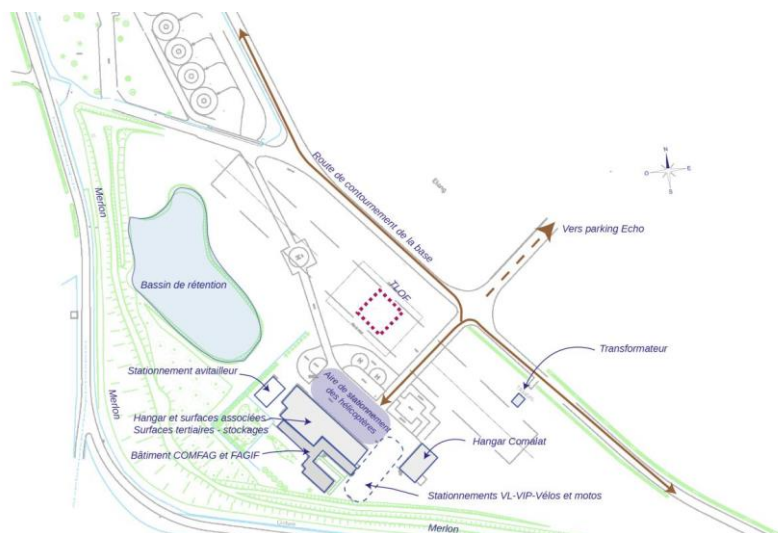 N
O
E
S
Route de contournement de la base
Etang
Vers parking Echo
Merlon
Bassin de rétention
TLOF
Transformateur
Stationnement avitailleur
Aire de stationnement
des hélicoptères
Hangar et surfaces associées
Surfaces tertiaires - stockages
Hangar Comalat
Bâtiment COMFAG et FAGIF
Merlon
Stationnements VL-VIP-Vélos et motos
Merlon